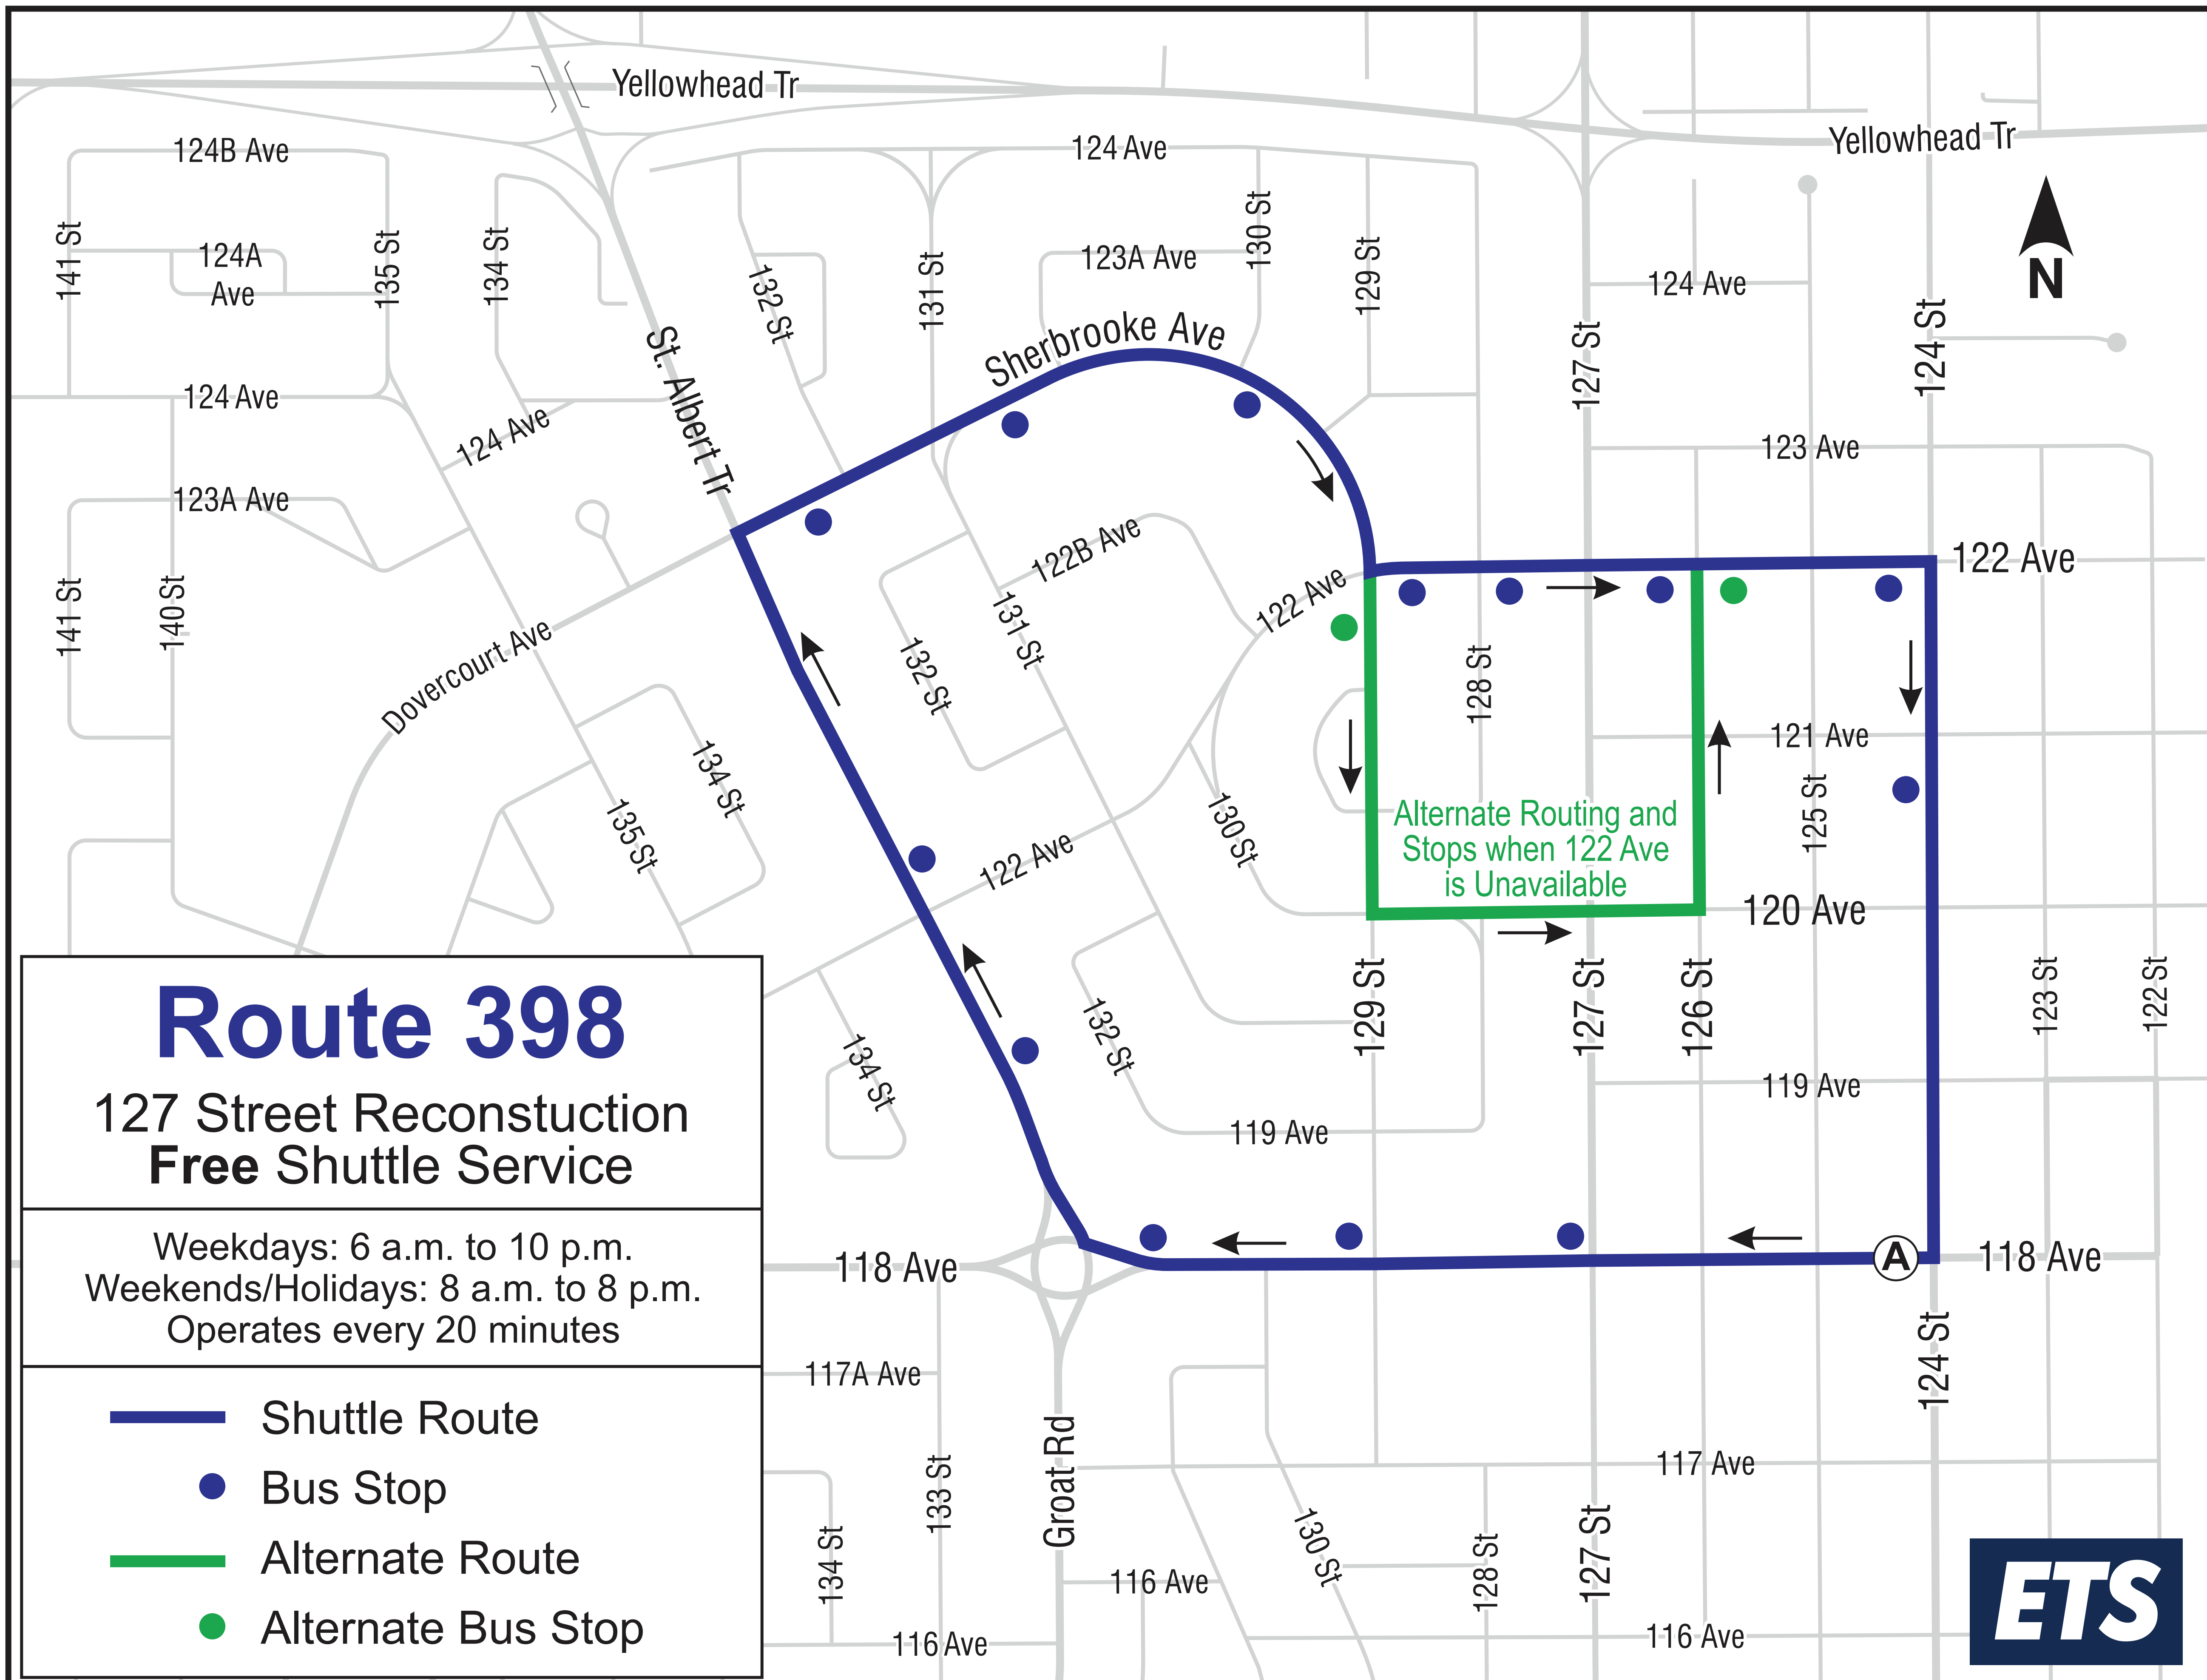 Yellowhead Tr
Yellowhead Tr
124B Ave
124 Ave
141 St
124A
Ave
135 St
134 St
132 St
131 St
123A Ave
130 St
129 St
124 Ave
N
St. Albert Tr
Sherbrooke Ave
127 St
124 St
124 Ave
124 Ave
123 Ave
123A Ave
122B Ave
122 Ave
122 Ave
141 St
140 St
Dovercourt Ave
132 St
131 St
128 St
121 Ave
134 St
135 St
130 St
125 St
Alternate Routing and
Stops when 122 Ave
is Unavailable
122 Ave
120 Ave
129 St
127 St
126 St
123 St
122 St
134 St
132 St
119 Ave
119 Ave
118 Ave
A
118 Ave
124 St
117A Ave
Groat Rd
133 St
134 St
117 Ave
130 St
128 St
127 St
116 Ave
116 Ave
116 Ave
Route 398
127 Street Reconstuction
Free Shuttle Service
Weekdays: 6 a.m. to 10 p.m.
Weekends/Holidays: 8 a.m. to 8 p.m.
Operates every 20 minutes
Shuttle Route
Bus Stop
Alternate Route
Alternate Bus Stop
ETS